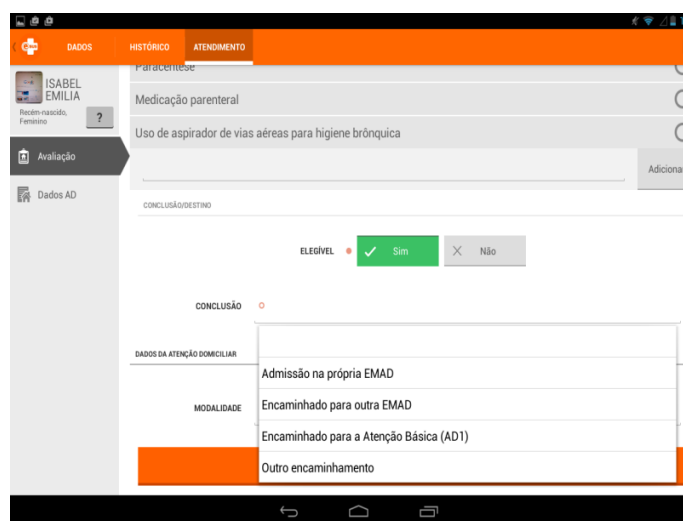 DADOS
HISTÓRICO
ATENDIMENTO
ISABEL
EMILIA
Recém-nascido,
Feminino
?
Avaliação
Dados AD
Paracentese
Medicação parenteral
Uso de aspirador de vias aéreas para higiene brônquica
Adiciona
CONCLUSÃO/DESTINO
ELEGÍVEL
Sim
Não
CONCLUSÃO
DADOS DA ATENÇÃO DOMICILIAR
MODALIDADE
Admissão na própria EMAD
Encaminhado para outra EMAD
Encaminhado para a Atenção Básica (AD1)
Outro encaminhamento